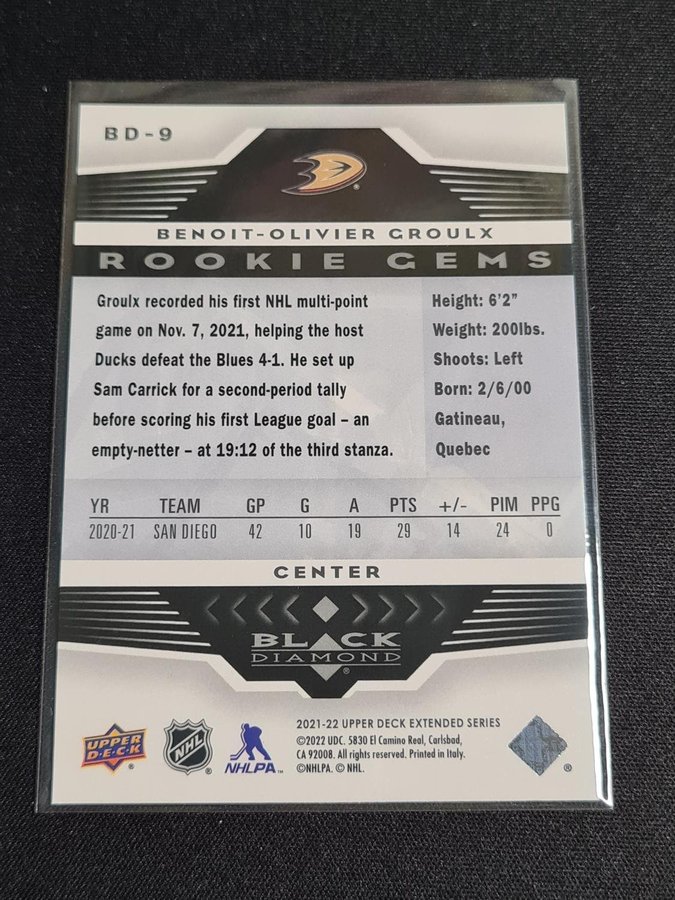 BD-9
BENOIT-OLIVIER GROULX
ROOKIE GEMS
Groulx recorded his first NHL multi-point
game on Nov. 7, 2021, helping the host
Ducks defeat the Blues 4-1. He set up
Sam Carrick for a second-period tally
before scoring his first League goal – an
empty-netter – at 19:12 of the third stanza.
Height: 6'2"
Weight: 200lbs.
Shoots: Left
Born: 2/6/00
Gatineau,
Quebec
YR TEAM GP G A PTS +/- PIM PPG
2020-21 SAN DIEGO 42 10 19 29 14 24 0
CENTER
BLACK
DIAMOND®
UPPER
DECK
NHL
NHLPA
2021-22 UPPER DECK EXTENDED SERIES
©2022 UDC. 5830 El Camino Real, Carlsbad,
CA 92008. All rights reserved. Printed in Italy.
©NHLPA. © NHL.